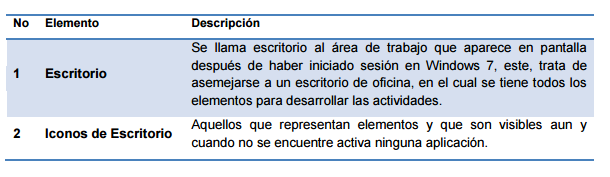 No Elemento Descripción
Se llama escritorio al área de trabajo que aparece en pantalla
después de haber iniciado sesión en Windows 7, este, trata de
1 Escritorio asemejarse a un escritorio de oficina, en el cual se tiene todos los
elementos para desarrollar las actividades.
2 Iconos de Escritorio Aquellos que representan elementos y que son visibles aun y
cuando no se encuentre activa ninguna aplicación.